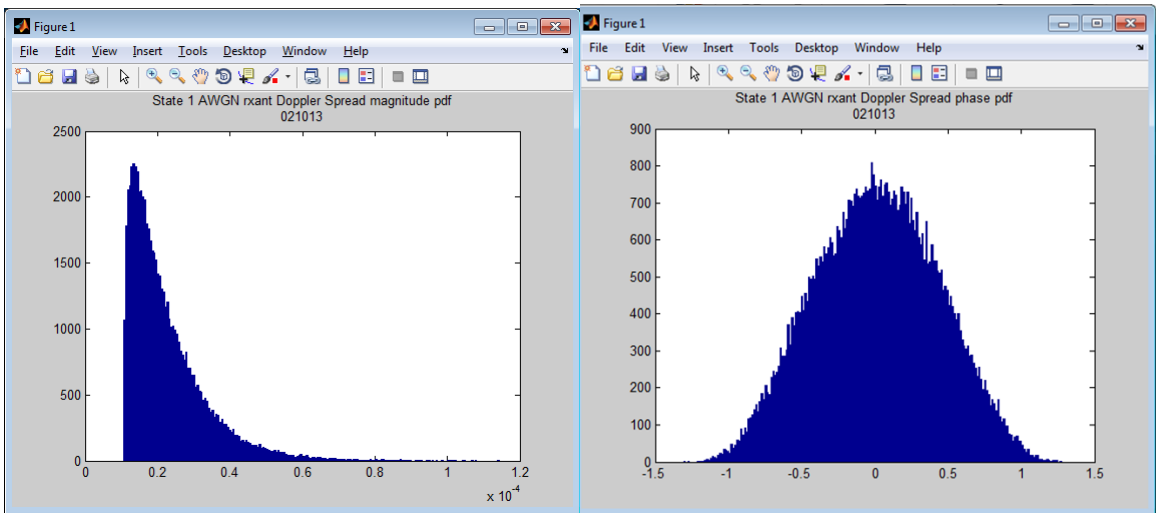 Figure 1
File Edit View Insert Tools Desktop Window Help
State 1 AWGN rxant Doppler Spread magnitude pdf
021013
2500
2000
1500
1000
500
0
0 0.2 0.4 0.6 0.8 1 1.2
x 10-4
Figure 1
File Edit View Insert Tools Desktop Window Help
State 1 AWGN rxant Doppler Spread phase pdf
021013
900
800
700
600
500
400
300
200
100
0
-1.5 -1 -0.5 0 0.5 1 1.5